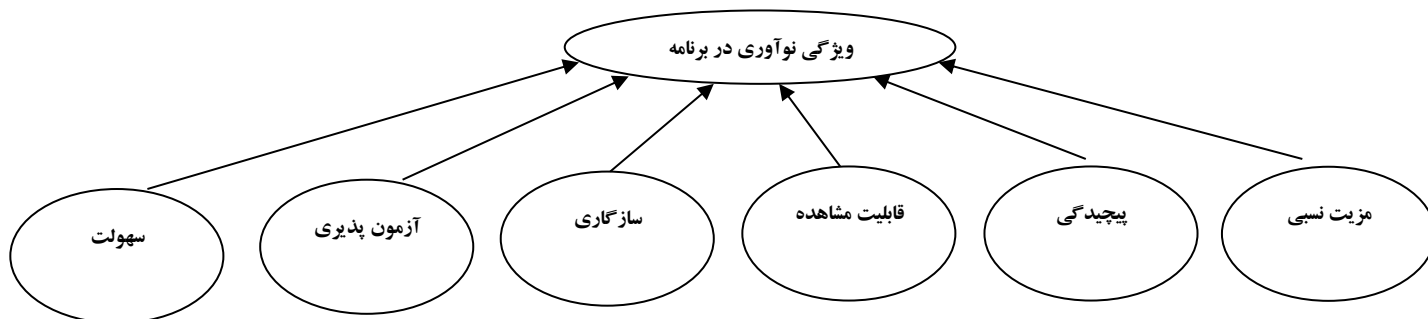 ویژگی نوآوری در برنامه
مزیت نسبی
پیچیدگی
قابلیت مشاهده
سازگاری
آزمون پذیری
سهولت